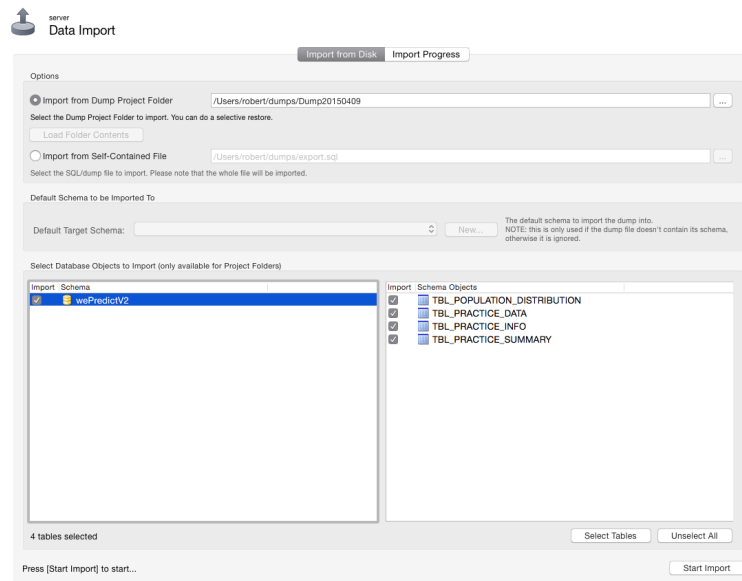 server
Data Import
Import from Disk Import Progress
Options
Import from Dump Project Folder /Users/robert/dumps/Dump20150409 ...
Select the Dump Project Folder to import. You can do a selective restore.
Load Folder Contents
Import from Self-Contained File /Users/robert/dumps/export.sql ...
Select the SQL/dump file to import. Please note that the whole file will be imported.
Default Schema to be Imported To
Default Target Schema: New... The default schema to import the dump into.
NOTE: this is only used if the dump file doesn't contain its schema,
otherwise it is ignored.
Select Database Objects to Import (only available for Project Folders)
Import Schema Import Schema Objects
wePredictV2 TBL_POPULATION_DISTRIBUTION
TBL_PRACTICE_DATA
TBL_PRACTICE_INFO
TBL_PRACTICE_SUMMARY
4 tables selected Select Tables Unselect All
Press [Start Import] to start... Start Import